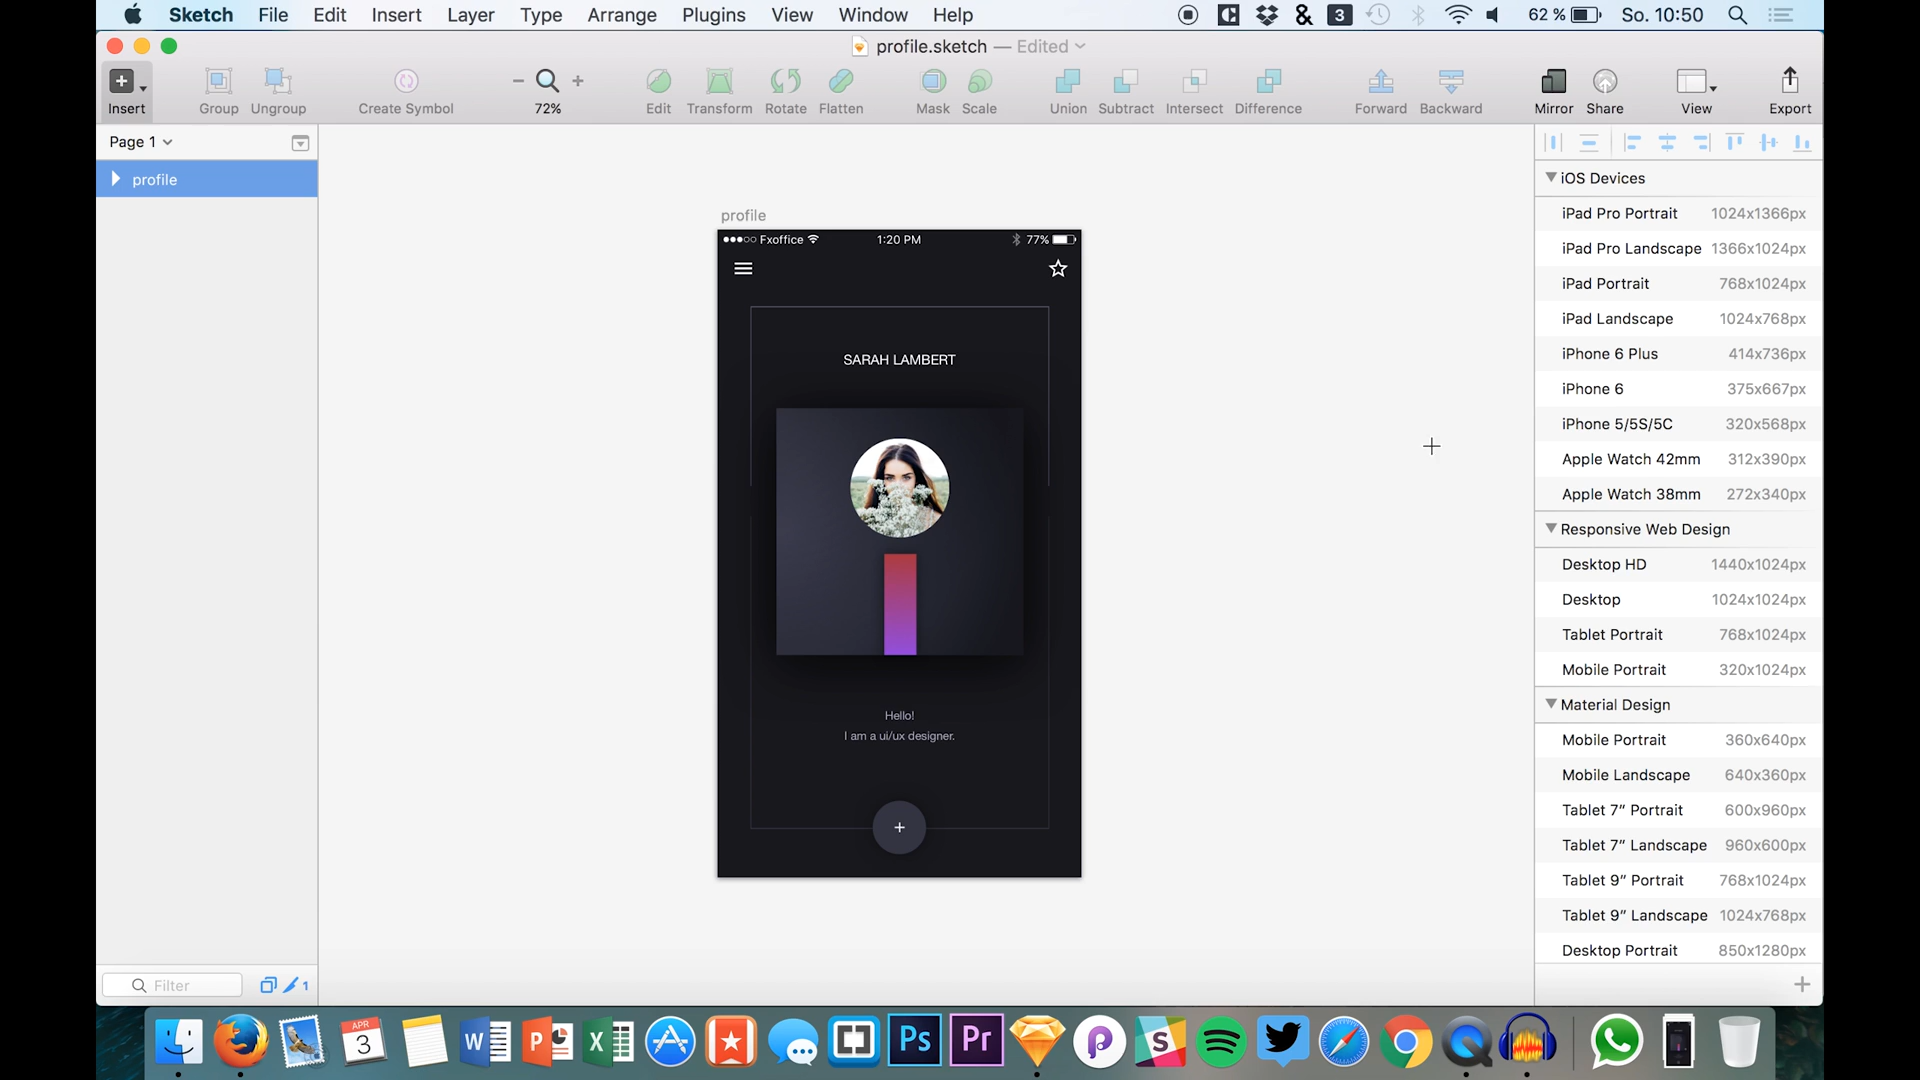 Sketch File Edit Insert Layer Type Arrange Plugins View Window Help 3 62 % So. 10:50
profile.sketch — Edited
Insert Group Ungroup Create Symbol 72% Edit Transform Rotate Flatten Mask Scale Union Subtract Intersect Difference Forward Backward Mirror Share View Export
Page 1
profile
Filter
1
profile
Fxoffice 1:20 PM 77%
SARAH LAMBERT
Hello!
I am a ui/ux designer.
+
iOS Devices
iPad Pro Portrait 1024x1366px
iPad Pro Landscape 1366x1024px
iPad Portrait 768x1024px
iPad Landscape 1024x768px
iPhone 6 Plus 414x736px
iPhone 6 375x667px
iPhone 5/5S/5C 320x568px
Apple Watch 42mm 312x390px
Apple Watch 38mm 272x340px
Responsive Web Design
Desktop HD 1440x1024px
Desktop 1024x1024px
Tablet Portrait 768x1024px
Mobile Portrait 320x1024px
Material Design
Mobile Portrait 360x640px
Mobile Landscape 640x360px
Tablet 7” Portrait 600x960px
Tablet 7” Landscape 960x600px
Tablet 9” Portrait 768x1024px
Tablet 9” Landscape 1024x768px
Desktop Portrait 850x1280px
APR
3
W P X Ps Pr S